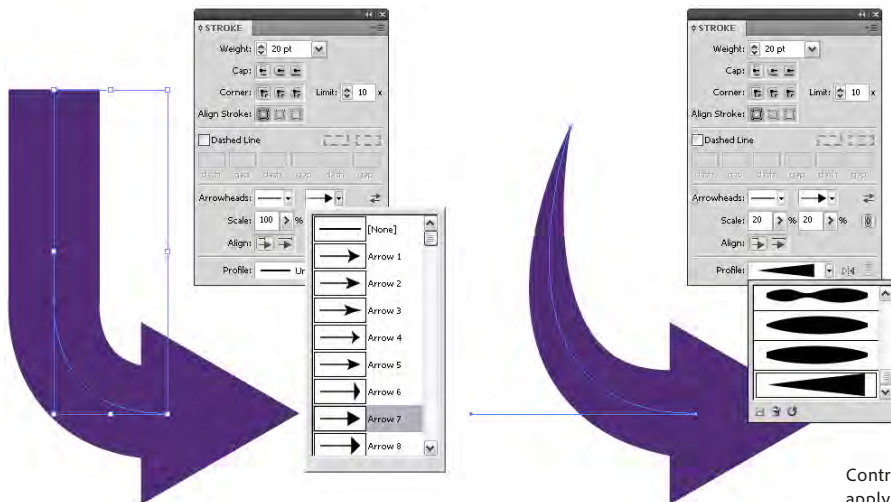 STROKE
Weight: 20 pt
Cap:
Corner: Limit: 10 x
Align Stroke:
Dashed Line
dash gap dash gap dash gap
Arrowheads:
Scale: 100 %
Align:
Profile: Un
[None]
Arrow 1
Arrow 2
Arrow 3
Arrow 4
Arrow 5
Arrow 6
Arrow 7
Arrow 8
STROKE
Weight: 20 pt
Cap:
Corner: Limit: 10 x
Align Stroke:
Dashed Line
dash gap dash gap dash gap
Arrowheads:
Scale: 20 % 20 %
Align:
Profile:
Contr
apply